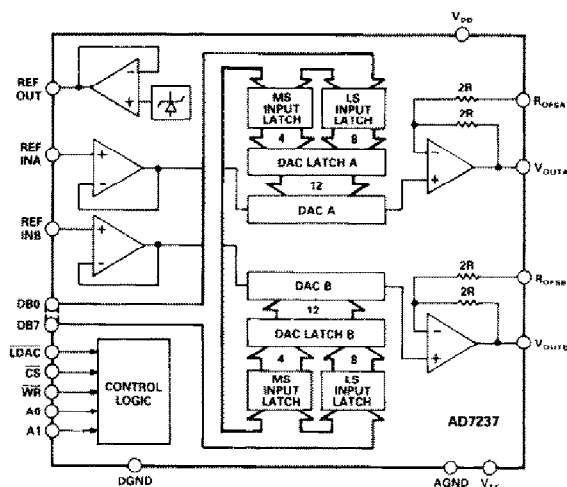 VDD
REF
OUT
REF
INA
REF
INB
DB0
DB7
LDAC
CS
WR
A0
A1
CONTROL
LOGIC
DGND
MS
INPUT
LATCH
LS
INPUT
LATCH
4
8
DAC LATCH A
12
DAC A
DAC B
12
DAC LATCH B
4
8
MS
INPUT
LATCH
LS
INPUT
LATCH
2R
2R
ROFSA
VOUTA
2R
2R
ROFSB
VOUTB
AD7237
AGND
VSS